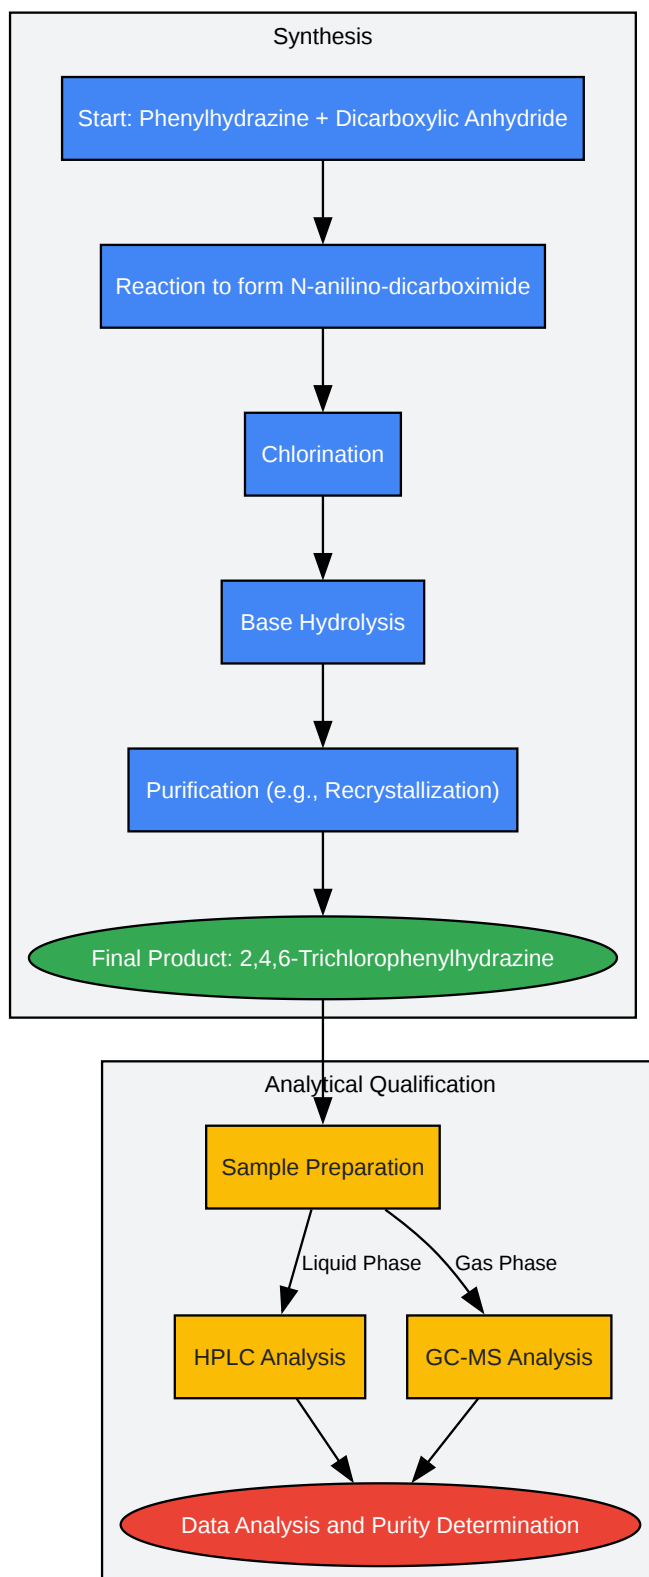 Synthesis
Start: Phenylhydrazine + Dicarboxylic Anhydride
Reaction to form N-anilino-dicarboximide
Chlorination
Base Hydrolysis
Purification (e.g., Recrystallization)
Final Product: 2,4,6-Trichlorophenylhydrazine
Analytical Qualification
Sample Preparation
Liquid Phase
Gas Phase
HPLC Analysis
GC-MS Analysis
Data Analysis and Purity Determination